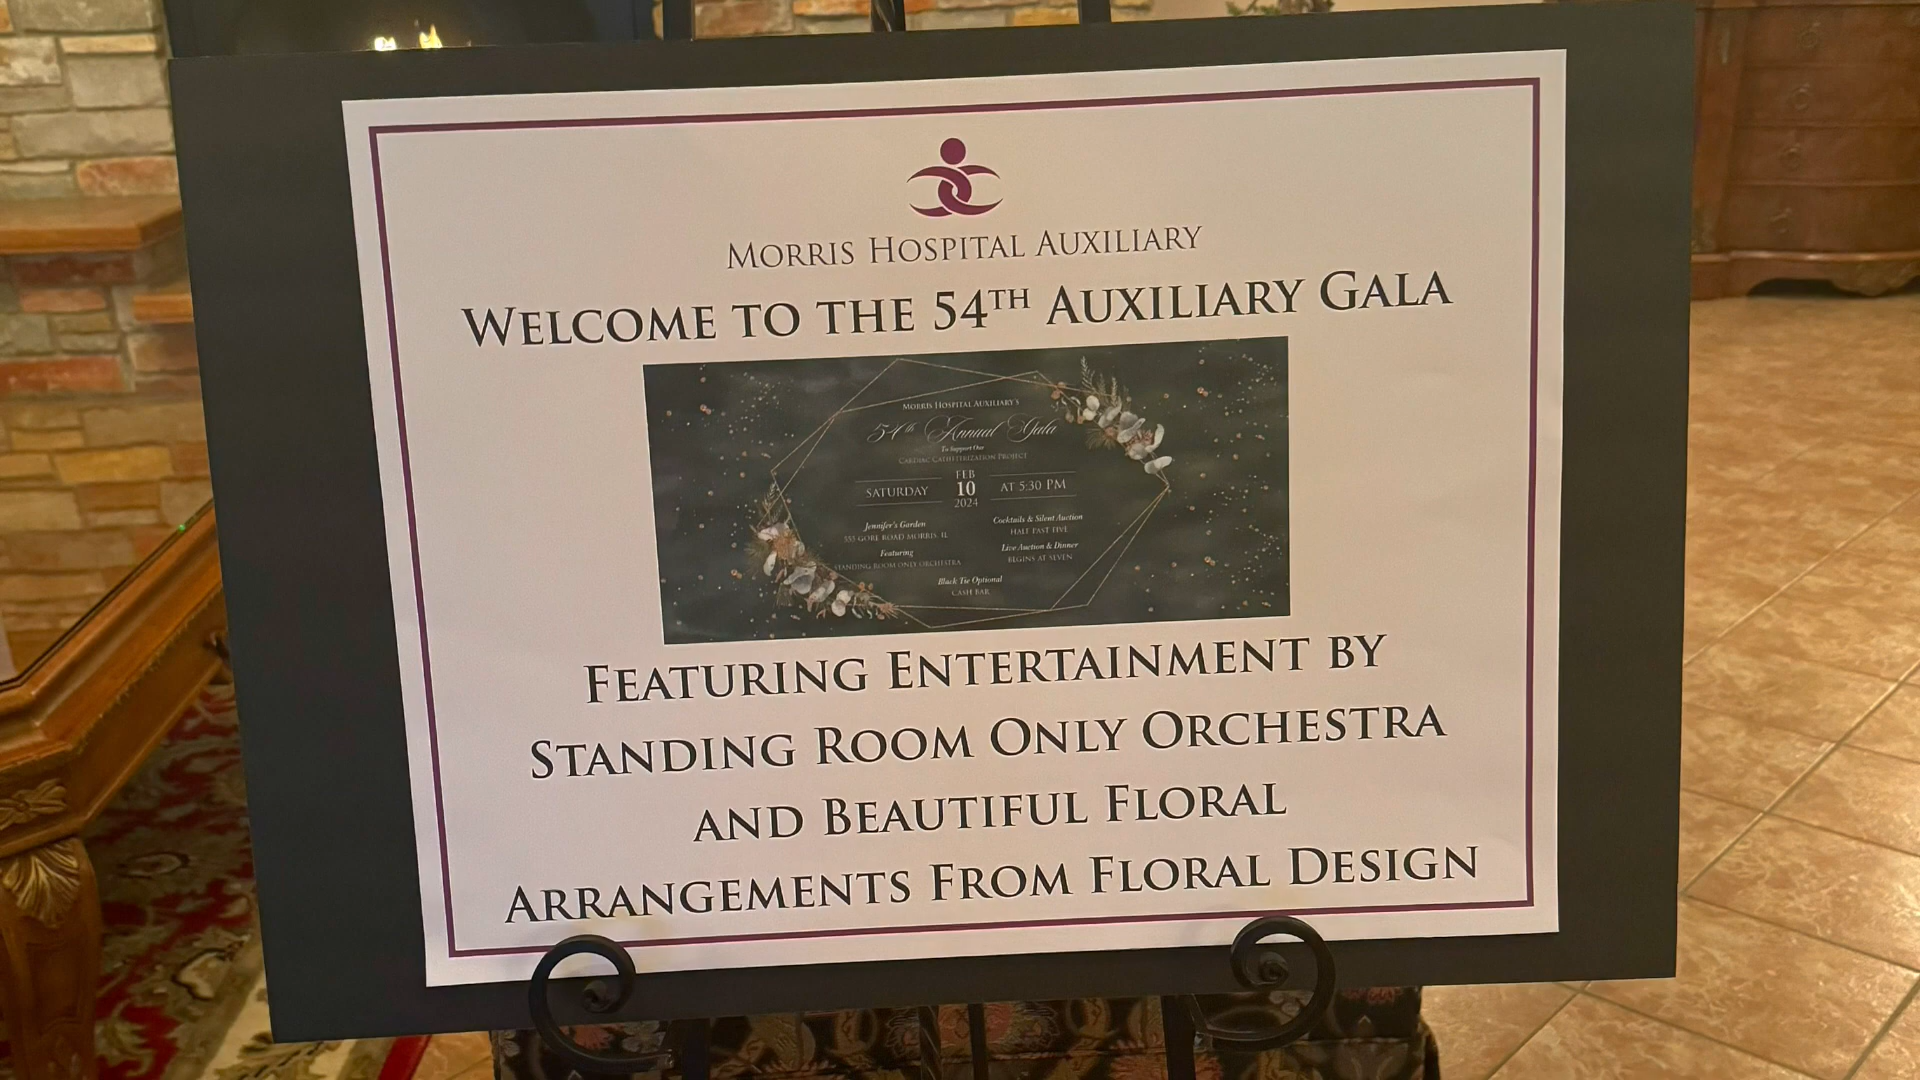 MORRIS HOSPITAL AUXILIARY
WELCOME TO THE 54TH AUXILIARY GALA
MORRIS HOSPITAL AUXILIARY'S
54th Annual Gala
To Support Our
CARDIAC CATHETERIZATION PROJECT
SATURDAY FEB 10 2024 AT 5:30 PM
Jennifer's Garden
555 GORE ROAD MORRIS, IL
Featuring
STANDING ROOM ONLY ORCHESTRA
Cocktails & Silent Auction
HALF PAST FIVE
Live Auction & Dinner
BEGINS AT SEVEN
Black Tie Optional
CASH BAR
FEATURING ENTERTAINMENT BY
STANDING ROOM ONLY ORCHESTRA
AND BEAUTIFUL FLORAL
ARRANGEMENTS FROM FLORAL DESIGN